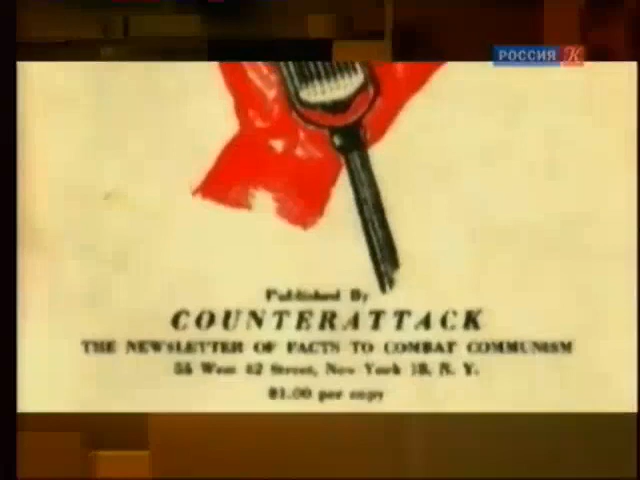 РОССИЯ К
Published By
COUNTERATTACK
THE NEWSLETTER OF FACTS TO COMBAT COMMUNISM
55 West 42 Street, New York 18, N. Y.
$1.00 per copy